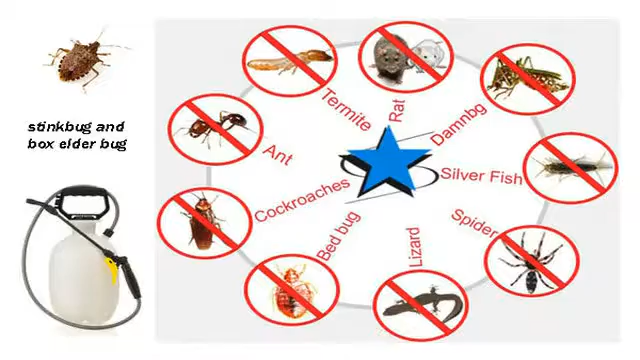 stinkbug and
box elder bug
Termite
Rat
Damnbg
Silver Fish
Spider
Lizard
Bed bug
Cockroaches
Ant